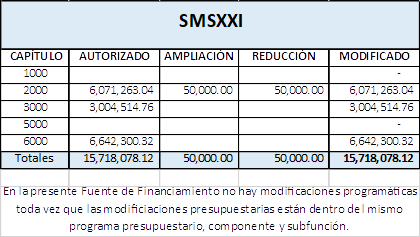 SMSXXI
CAPÍTULO AUTORIZADO AMPLIACIÓN REDUCCIÓN MODIFICADO
1000 -
2000 6,071,263.04 50,000.00 50,000.00 6,071,263.04
3000 3,004,514.76 3,004,514.76
5000 -
6000 6,642,300.32 6,642,300.32
Totales 15,718,078.12 50,000.00 50,000.00 15,718,078.12
En la presente Fuente de Financiamiento no hay modificaciones programáticas
toda vez que las modificiaciones presupuestarias están dentro del mismo
programa presupuestario, componente y subfunción.